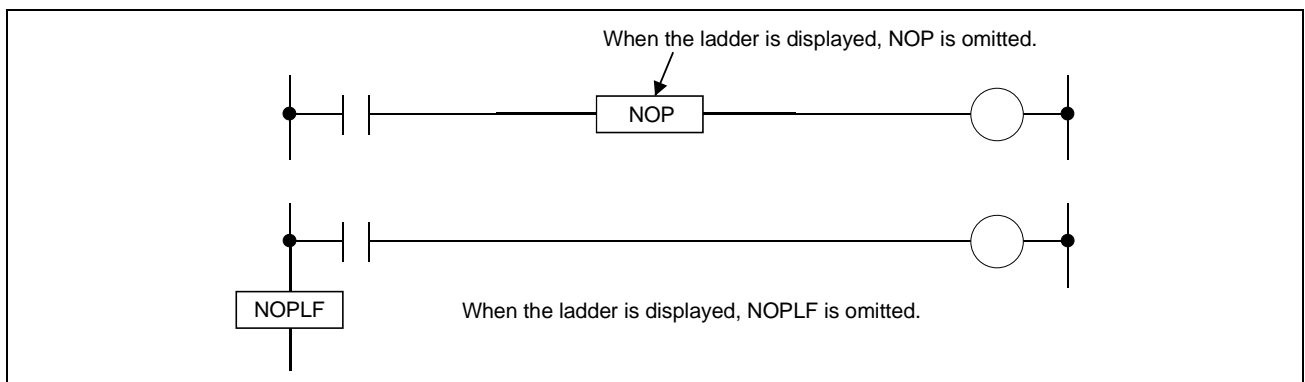 When the ladder is displayed, NOP is omitted.
NOP
NOPLF
When the ladder is displayed, NOPLF is omitted.